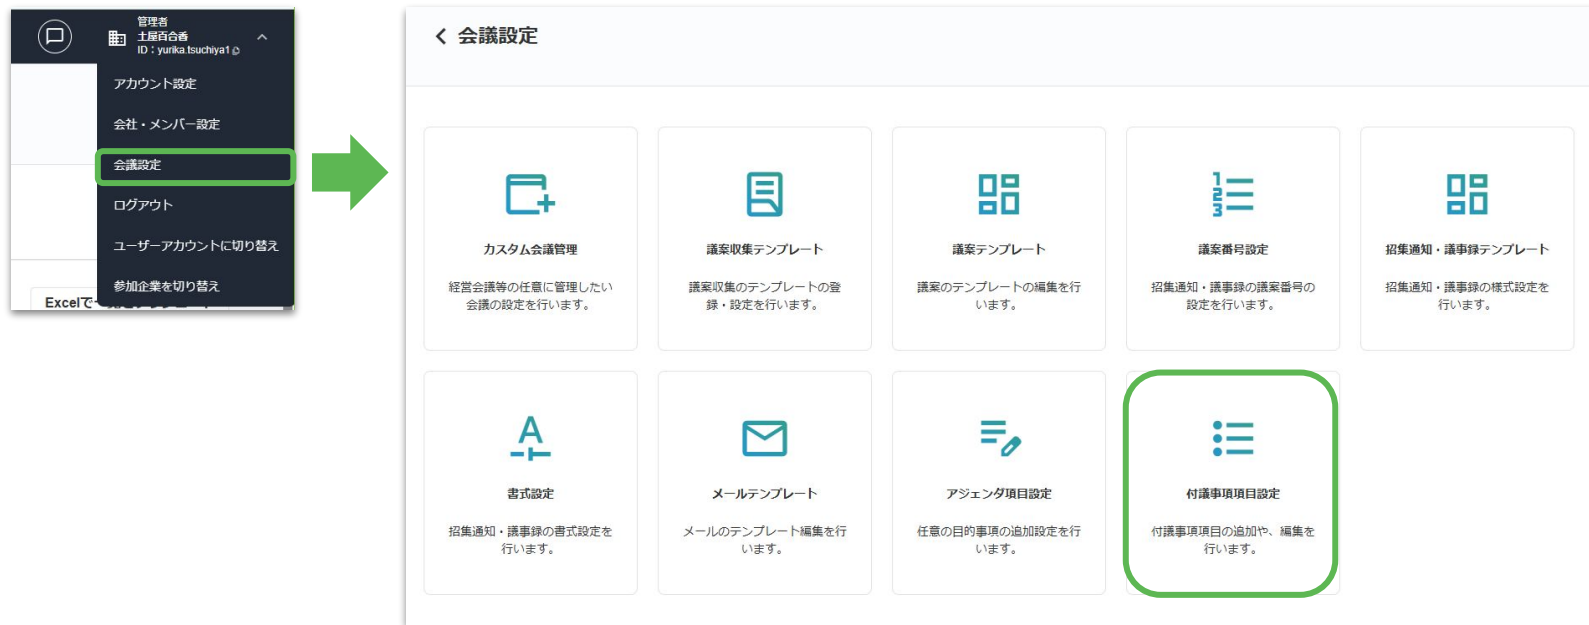 管理者
土屋百合香
ID：yurika.tsuchiya1
アカウント設定
会社・メンバー設定
会議設定
ログアウト
ユーザーアカウントに切り替え
参加企業を切り替え
Excelで
会議設定
カスタム会議管理
経営会議等の任意に管理したい
会議の設定を行います。
議案収集テンプレート
議案収集のテンプレートの登
録・設定を行います。
議案テンプレート
議案のテンプレートの編集を行
います。
1
2
3
議案番号設定
招集通知・議事録の議案番号の
設定を行います。
招集通知・議事録テンプレート
招集通知・議事録の様式設定を
行います。
A
書式設定
招集通知・議事録の書式設定を
行います。
メールテンプレート
メールのテンプレート編集を行
います。
アジェンダ項目設定
任意の目的事項の追加設定を行
います。
付議事項項目設定
付議事項項目の追加や、編集を
行います。